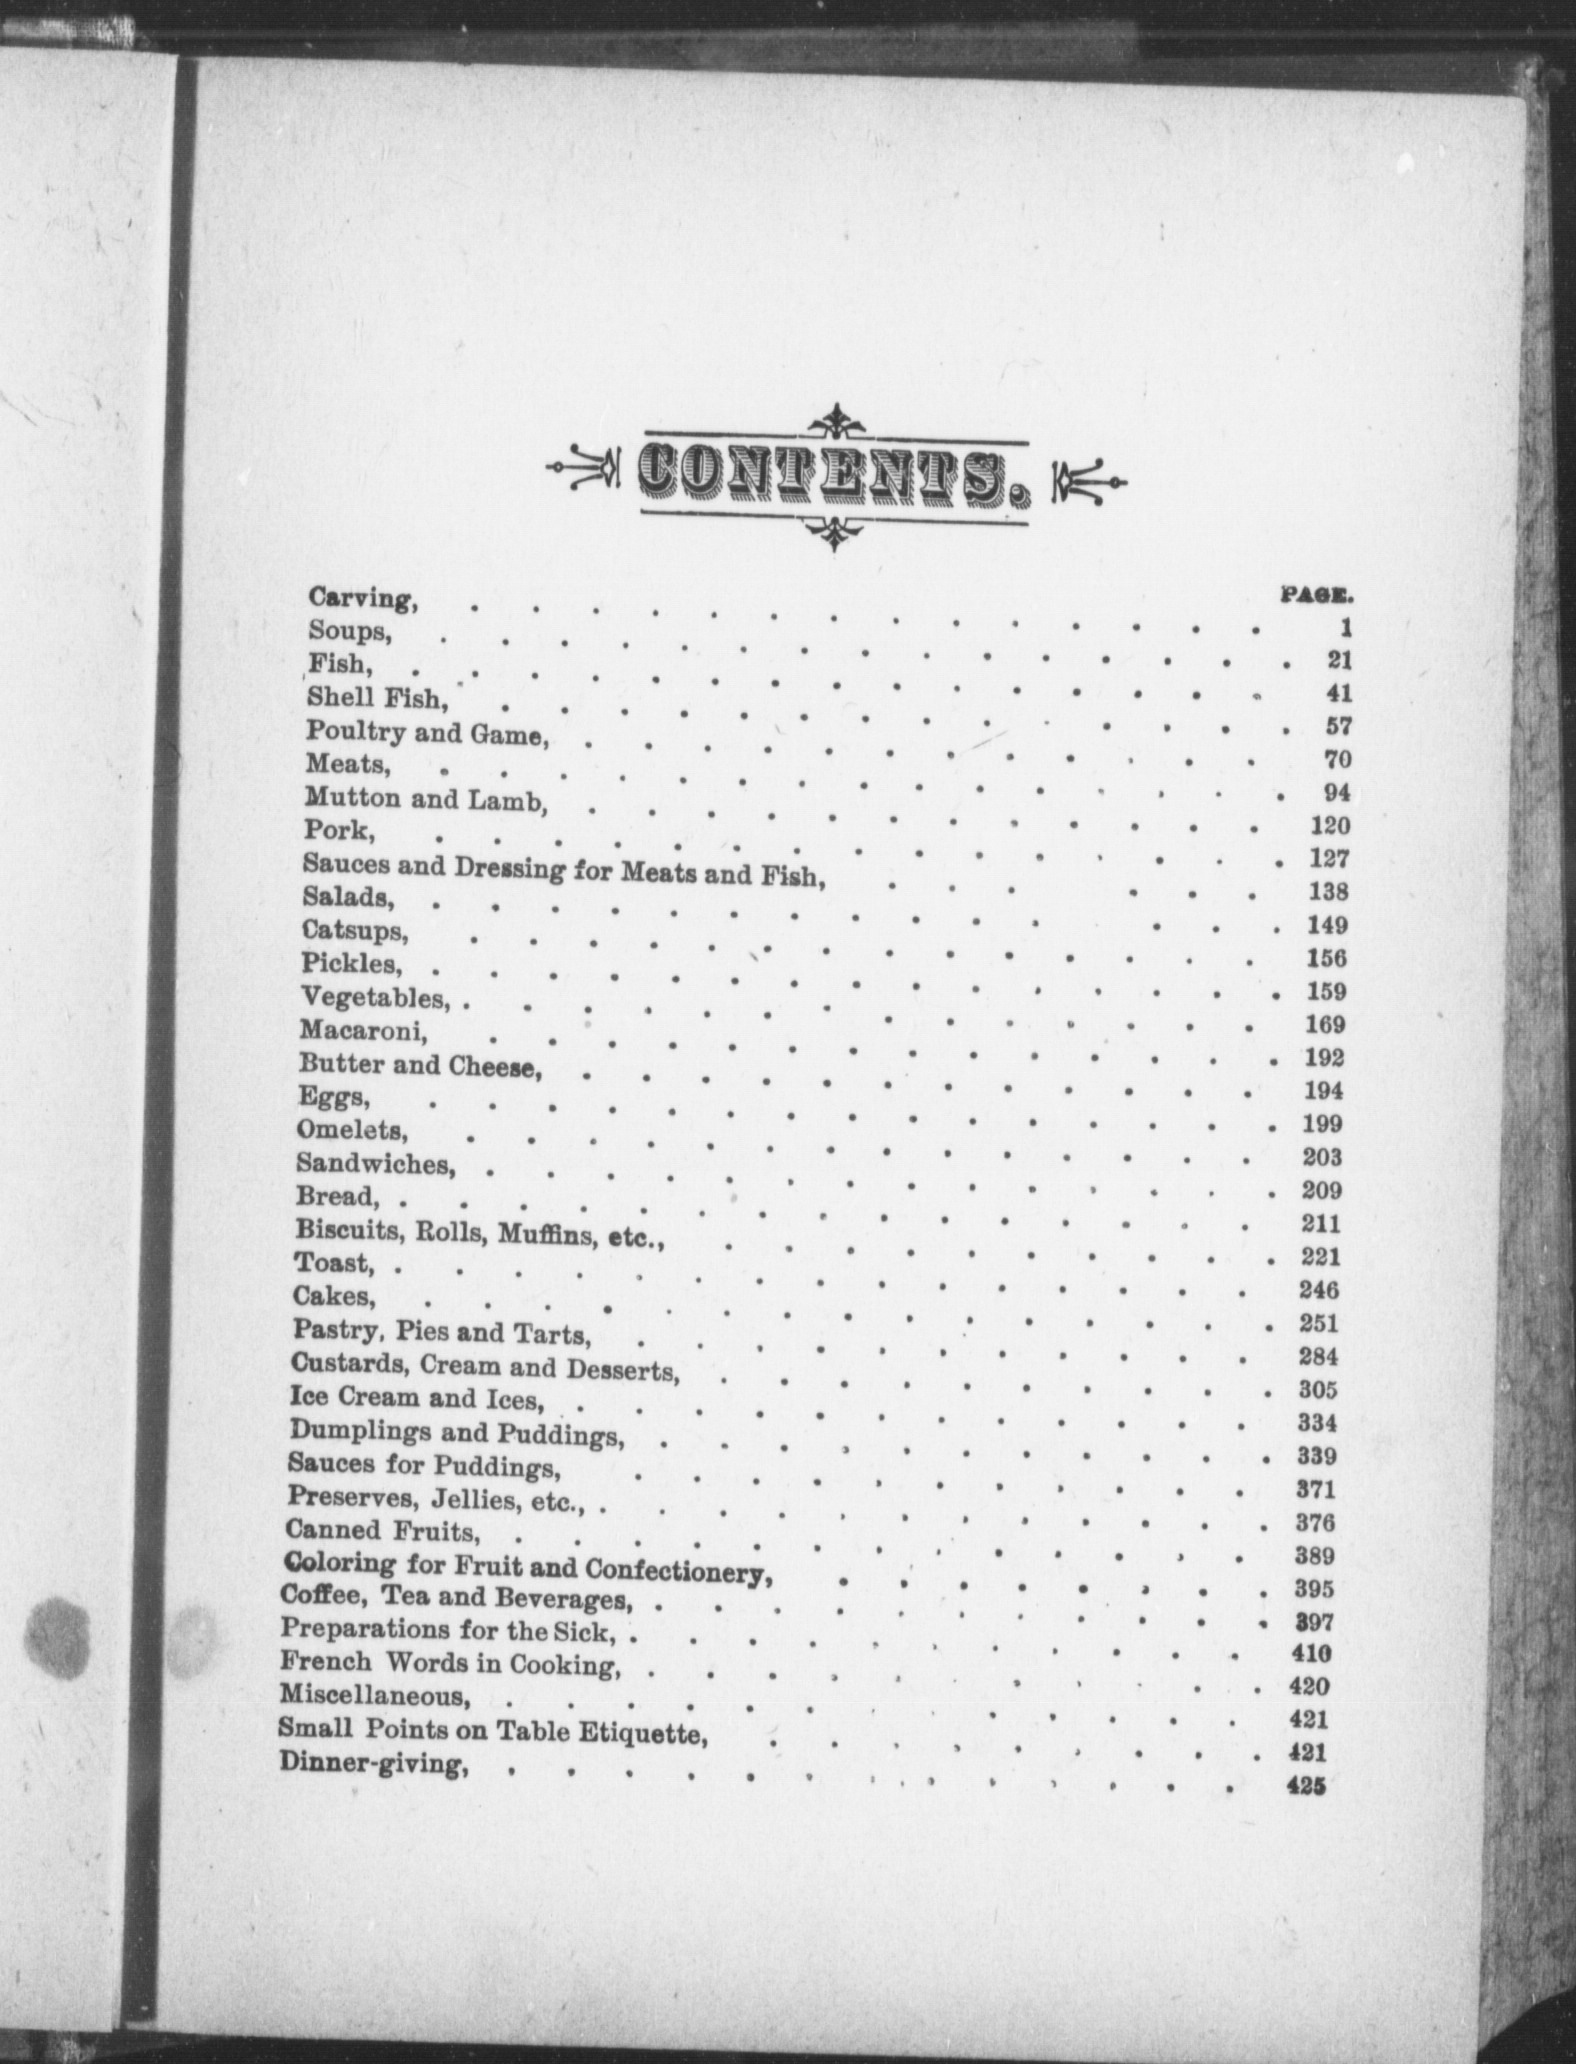 CONTENTS.
PAGE.
Carving, 1
Soups, 21
Fish, 41
Shell Fish, 57
Poultry and Game, 70
Meats, 94
Mutton and Lamb, 120
Pork, 127
Sauces and Dressing for Meats and Fish, 138
Salads, 149
Catsups, 156
Pickles, 159
Vegetables, 169
Macaroni, 192
Butter and Cheese, 194
Eggs, 199
Omelets, 203
Sandwiches, 209
Bread, 211
Biscuits, Rolls, Muffins, etc., 221
Toast, 246
Cakes, 251
Pastry, Pies and Tarts, 284
Custards, Cream and Desserts, 305
Ice Cream and Ices, 334
Dumplings and Puddings, 339
Sauces for Puddings, 371
Preserves, Jellies, etc., 376
Canned Fruits, 389
Coloring for Fruit and Confectionery, 395
Coffee, Tea and Beverages, 397
Preparations for the Sick, 410
French Words in Cooking, 420
Miscellaneous, 421
Small Points on Table Etiquette, 421
Dinner-giving, 425